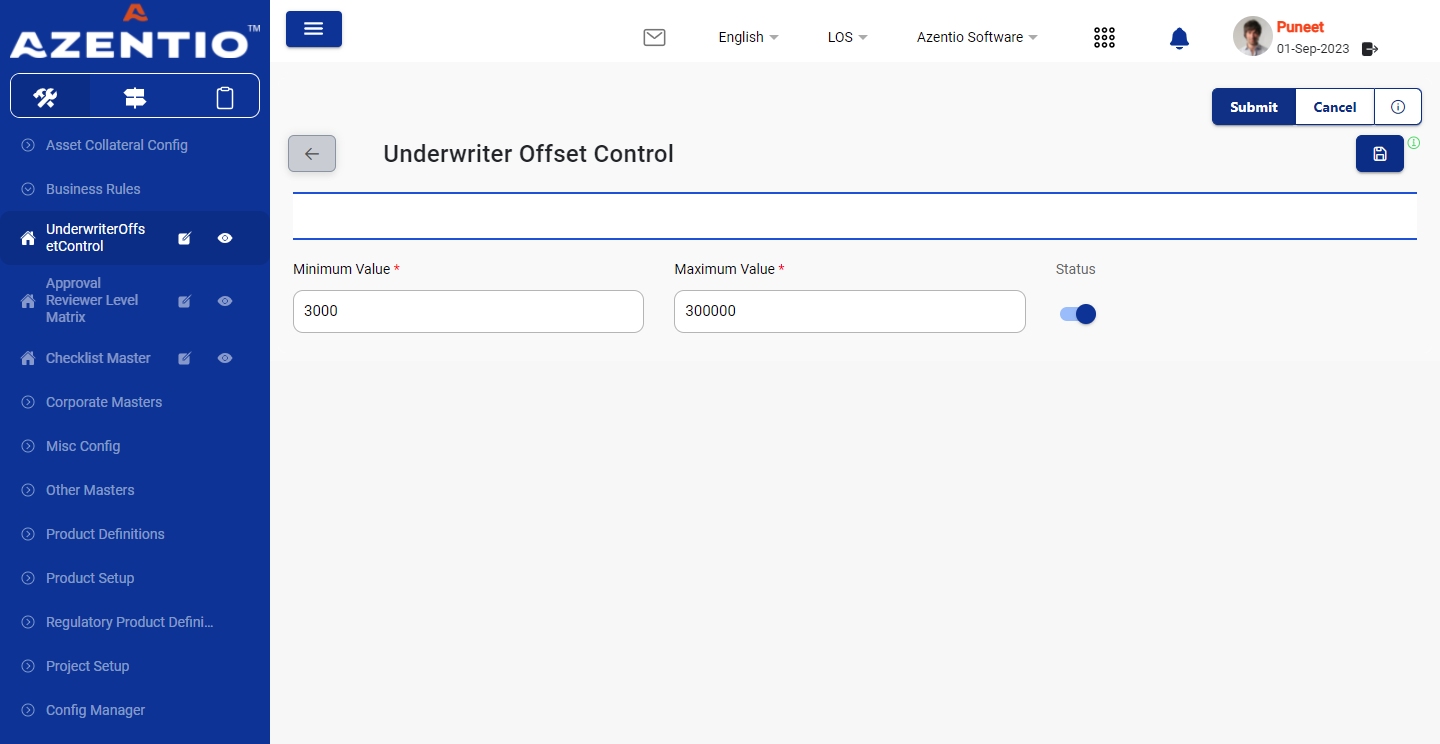 AZENTIO™
English
LOS
Azentio Software
Puneet
01-Sep-2023
Submit
Cancel
Underwriter Offset Control
Asset Collateral Config
Business Rules
UnderwriterOffs
etControl
Approval
Reviewer Level
Matrix
Checklist Master
Corporate Masters
Misc Config
Other Masters
Product Definitions
Product Setup
Regulatory Product Defini...
Project Setup
Config Manager
Minimum Value *
Maximum Value *
Status
3000
300000